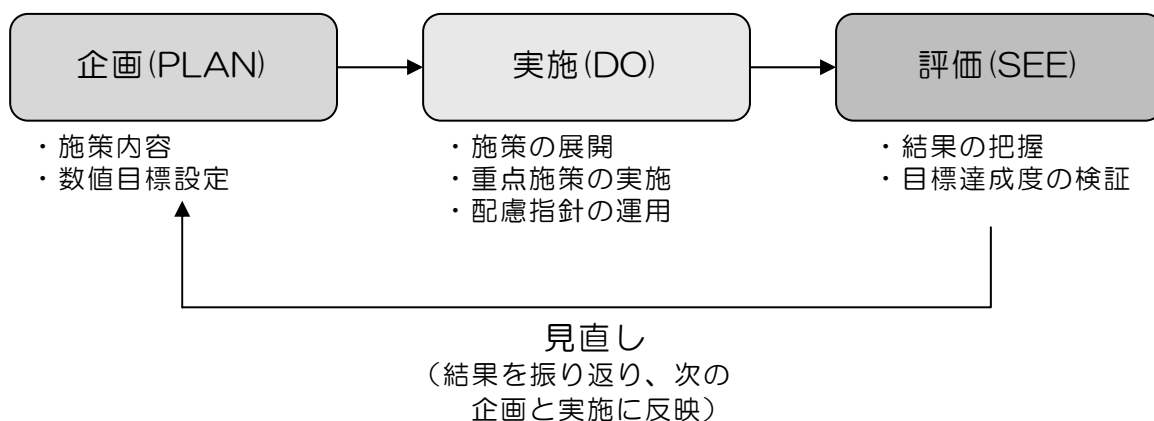 企画(PLAN)
・施策内容
・数値目標設定
実施(DO)
・施策の展開
・重点施策の実施
・配慮指針の運用
評価(SEE)
・結果の把握
・目標達成度の検証
見直し
（結果を振り返り、次の
企画と実施に反映）